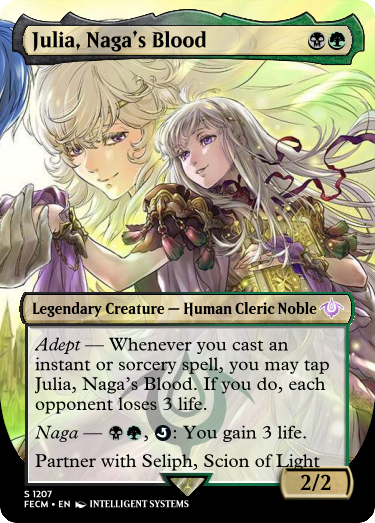 Julia, Naga's Blood
Legendary Creature — Human Cleric Noble
Adept — Whenever you cast an
instant or sorcery spell, you may tap
Julia, Naga's Blood. If you do, each
opponent loses 3 life.
Naga — , : You gain 3 life.
Partner with Seliph, Scion of Light
2/2
S 1207
FECM • EN INTELLIGENT SYSTEMS